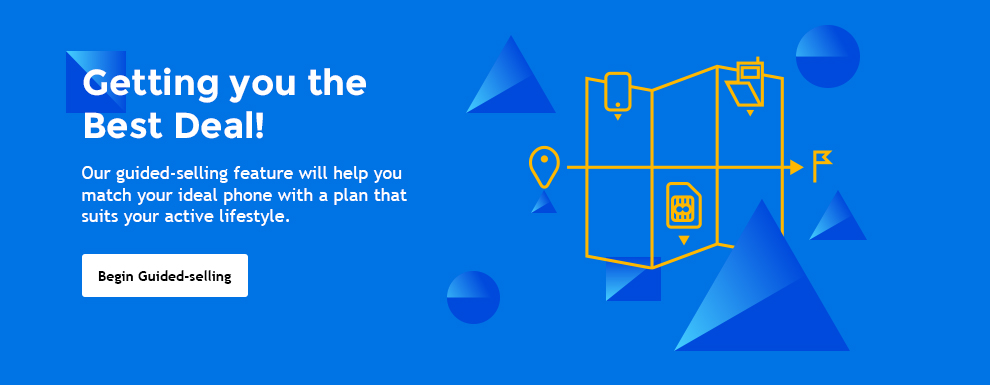 Getting you the
Best Deal!
Our guided-selling feature will help you
match your ideal phone with a plan that
suits your active lifestyle.
Begin Guided-selling